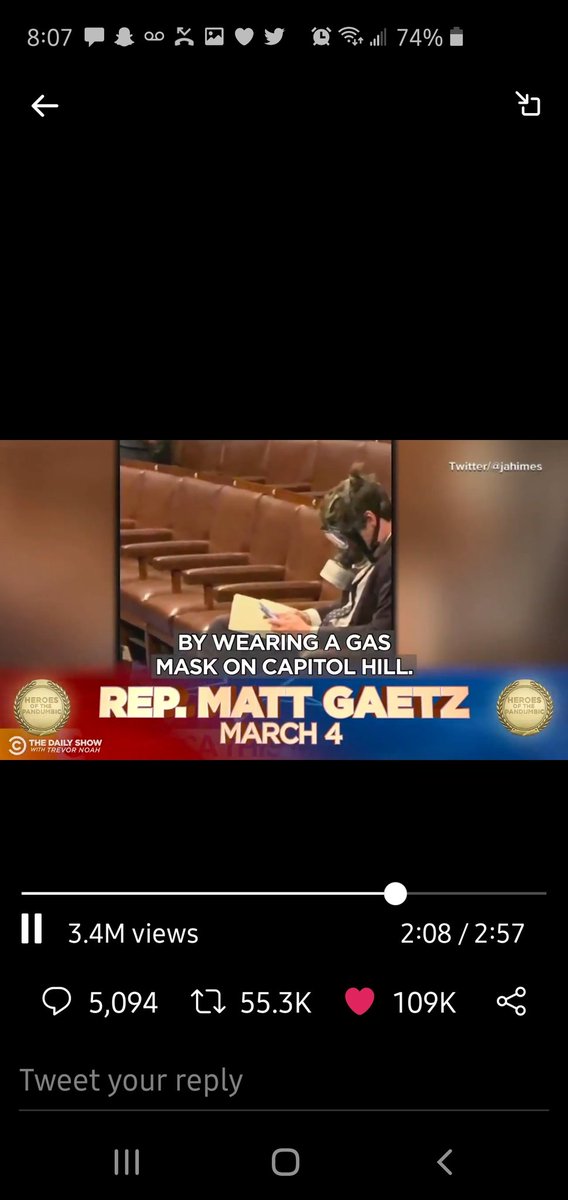 8:07
74%
Twitter/@jahimes
BY WEARING A GAS
MASK ON CAPITOL HILL.
REP. MATT GAETZ
MARCH 4
HEROES
OF THE
PANDUMBIC
HEROES
OF THE
PANDUMBIC
THE DAILY SHOW
WITH TREVOR NOAH
3.4M views
2:08 / 2:57
5,094
55.3K
109K
Tweet your reply